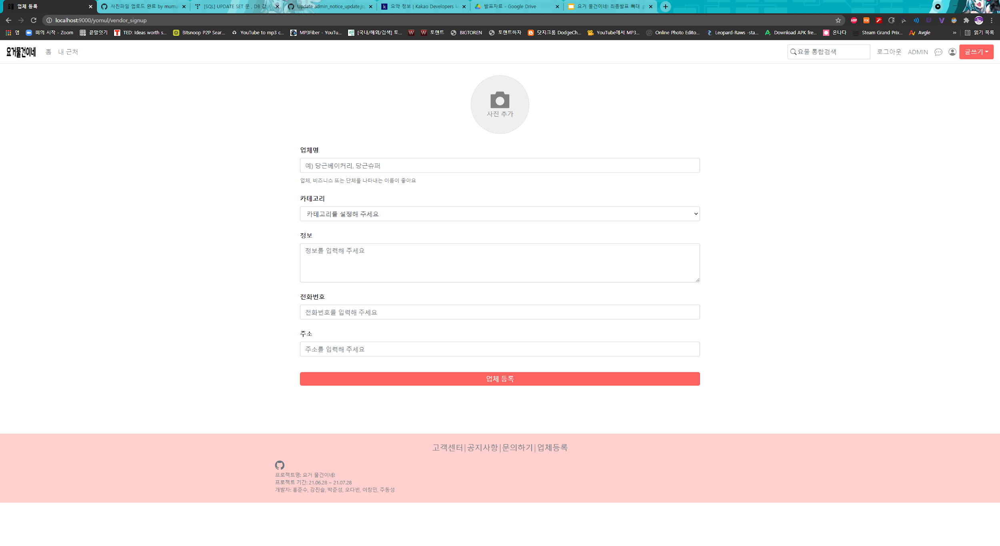 요물 업체 등록
사진파일 업로드 완료 by mumu
[SQL] UPDATE SET 문 , DB 값 수
Update admin_notice_update.jsp
요약 정보 | Kakao Developers 내
발표자료 - Google Drive
요거 물건이네! 최종발표 뼈대 .p
localhost:9000/yomul/vendor_signup
ABP
앱
회의 시작 - Zoom
끝말잇기
TED: Ideas worth s...
Bitsnoop P2P Sear...
YouTube to mp3 c...
MP3Fiber - YouTu...
[국내/해외/검색] 토...
토렌트
BIGTOREN
토렌트하자
닷지크롬 DodgeCh...
YouTube에서 MP3...
Online Photo Edito...
Leopard-Raws -sta...
Download APK fre...
온나다
Steam Grand Prix...
Avgle
»
읽기 목록
요거물건이네
홈
내 근처
요물 통합검색
로그아웃
ADMIN
글쓰기
사진 추가
업체명
예) 당근베이커리, 당근슈퍼
업체, 비즈니스 또는 단체를 나타내는 이름이 좋아요
카테고리
카테고리를 설정해 주세요
정보
정보를 입력해 주세요
전화번호
전화번호를 입력해 주세요
주소
주소를 입력해 주세요
업체 등록
고객센터|공지사항|문의하기|업체등록
프로젝트명: 요거 물건이네!
프로젝트 기간: 21.06.28 ~ 21.07.28
개발자: 홍준수, 강진슬, 박준성, 오다빈, 이창민, 주동성